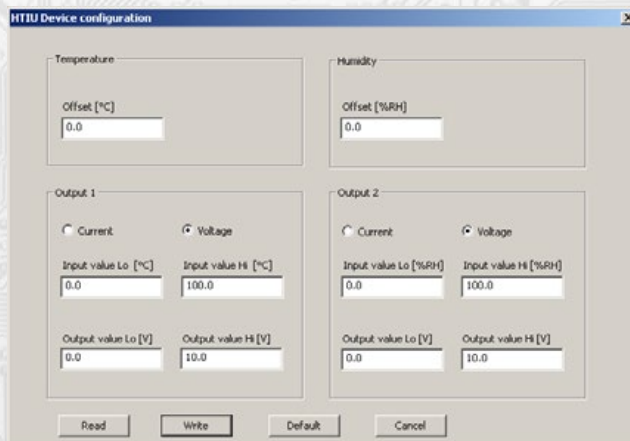 HTIU Device configuration
Temperature
Offset [°C]
0.0
Humidity
Offset [%RH]
0.0
Output 1
Current
Voltage
Input value Lo [°C]
Input value Hi [°C]
0.0
100.0
Output value Lo [V]
Output value Hi [V]
0.0
10.0
Output 2
Current
Voltage
Input value Lo [%RH]
Input value Hi [%RH]
0.0
100.0
Output value Lo [V]
Output value Hi [V]
0.0
10.0
Read
Write
Default
Cancel